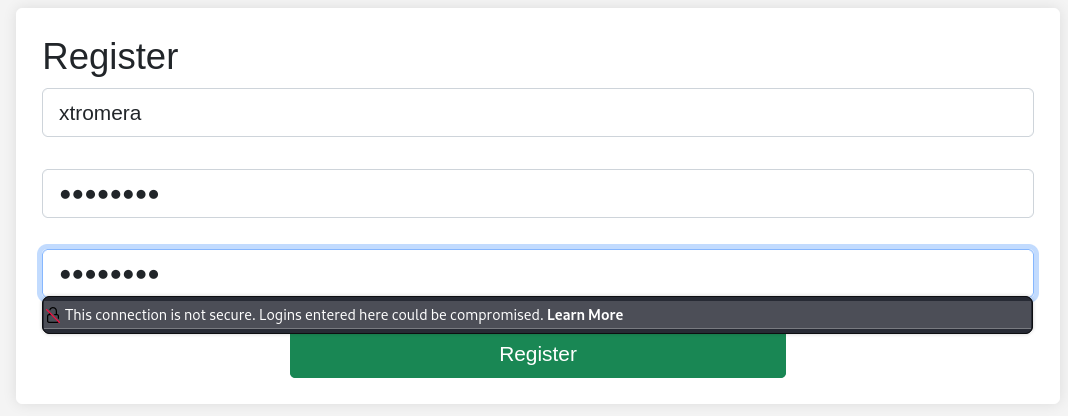 Register
xtromera
●●●●●●●●
●●●●●●●●
This connection is not secure. Logins entered here could be compromised. Learn More
Register